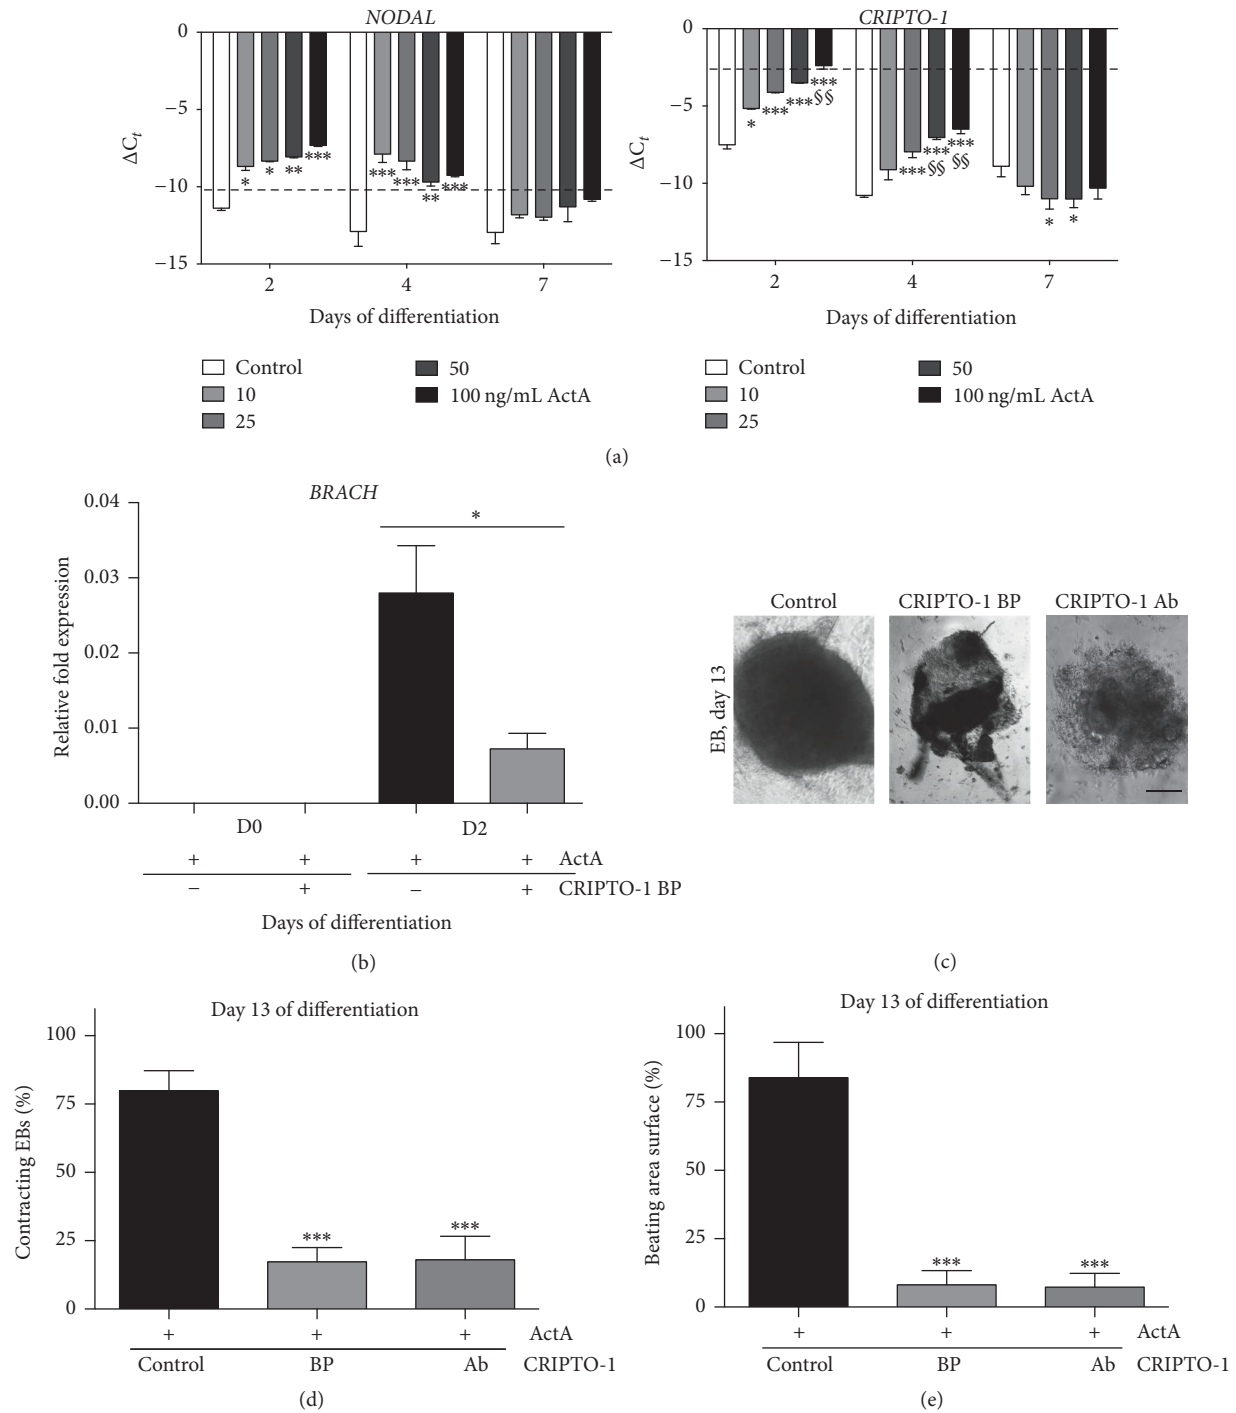 NODAL
0
−5
−10
−15
ΔCt
* * ** ***
*** *** ** ***
2 4 7
Days of differentiation
Control
10
25
50
100 ng/mL ActA
CRIPTO-1
0
−5
−10
−15
ΔCt
* *** *** ***
§§
*** *** ***
§§ §§
* *
2 4 7
Days of differentiation
Control
10
25
50
100 ng/mL ActA
(a)
BRACH
0.04
0.03
0.02
0.01
0.00
Relative fold expression
*
D0 D2
+ + + + ActA
− + − + CRIPTO-1 BP
Days of differentiation
(b)
Control CRIPTO-1 BP CRIPTO-1 Ab
EB, day 13
(c)
Day 13 of differentiation
100
75
50
25
0
Contracting EBs (%)
*** ***
+ + + ActA
Control BP Ab CRIPTO-1
(d)
Day 13 of differentiation
100
75
50
25
0
Beating area surface (%)
*** ***
+ + + ActA
Control BP Ab CRIPTO-1
(e)